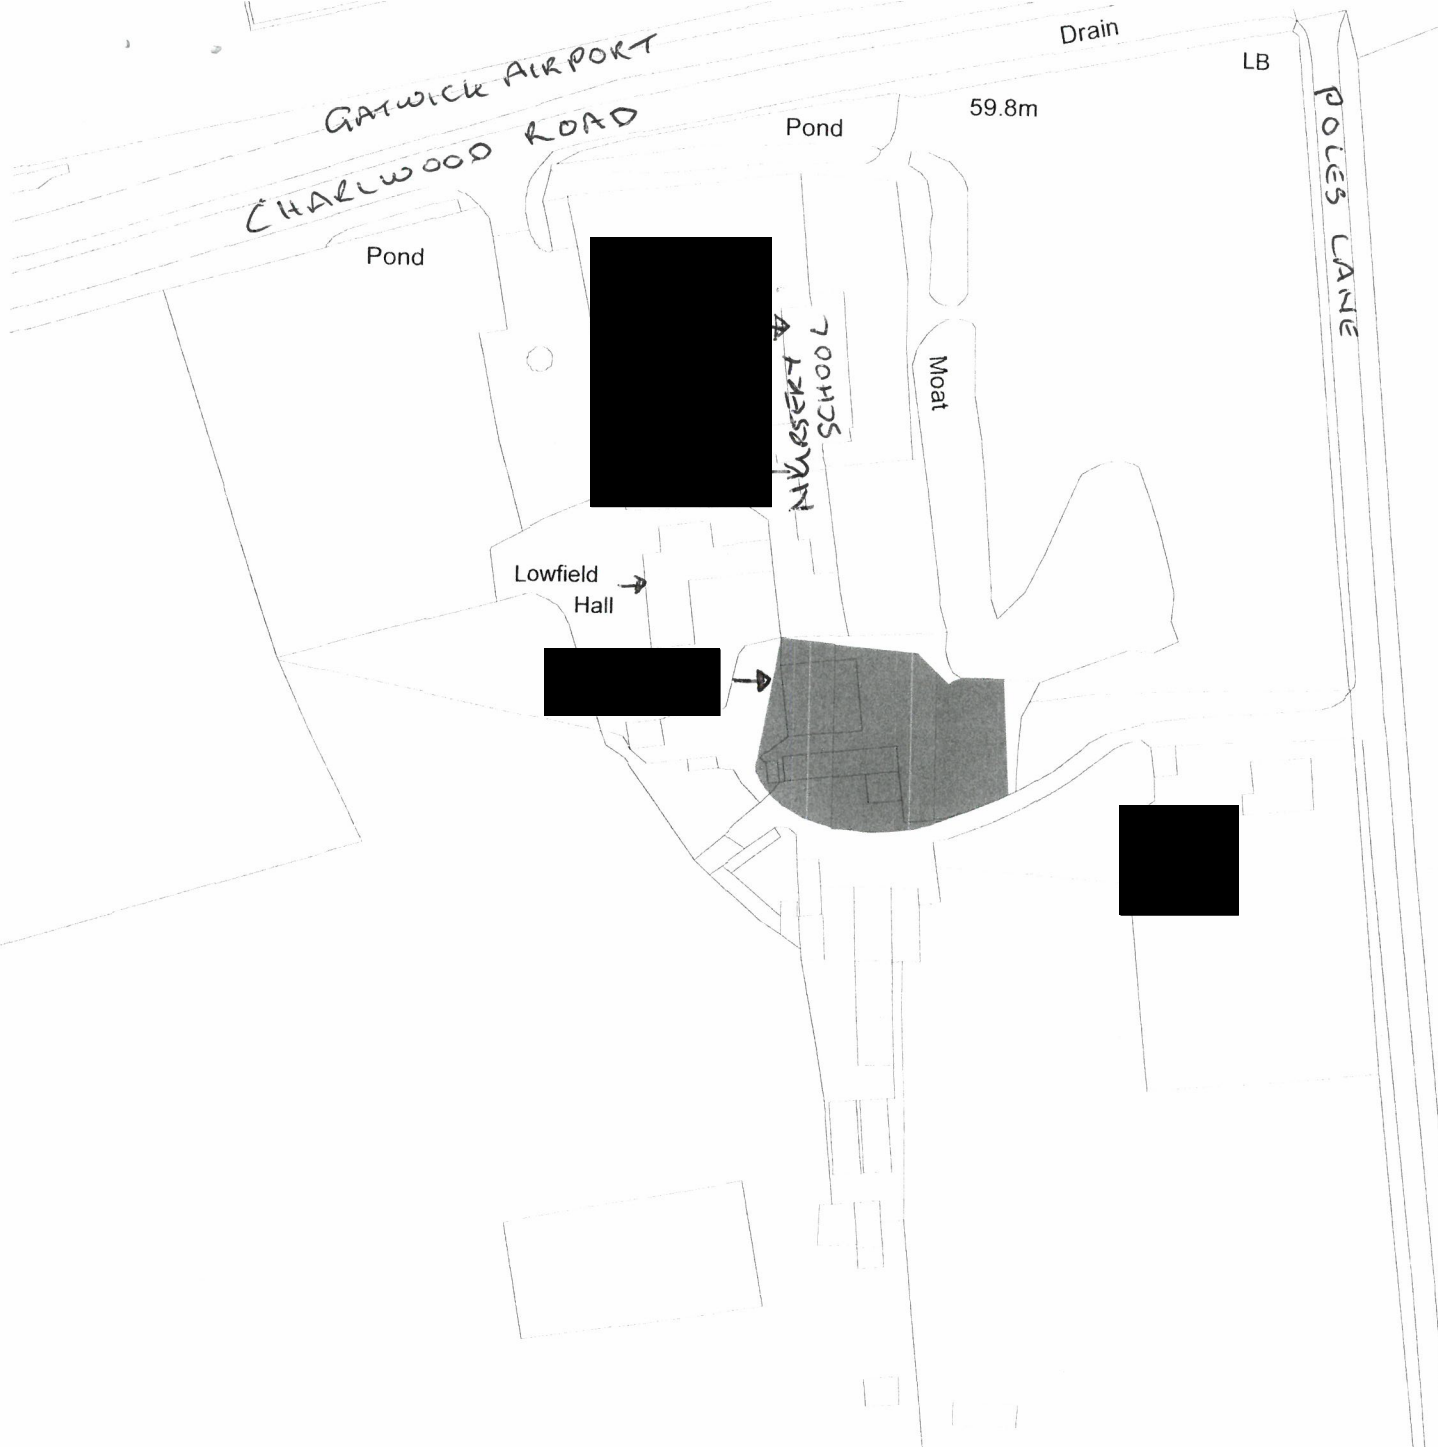 Drain
GATWICK AIRPORT
LB
59.8m
POLES LANE
CHARLWOOD ROAD
Pond
Pond
NURSERY
SCHOOL
Moat
Lowfield
Hall